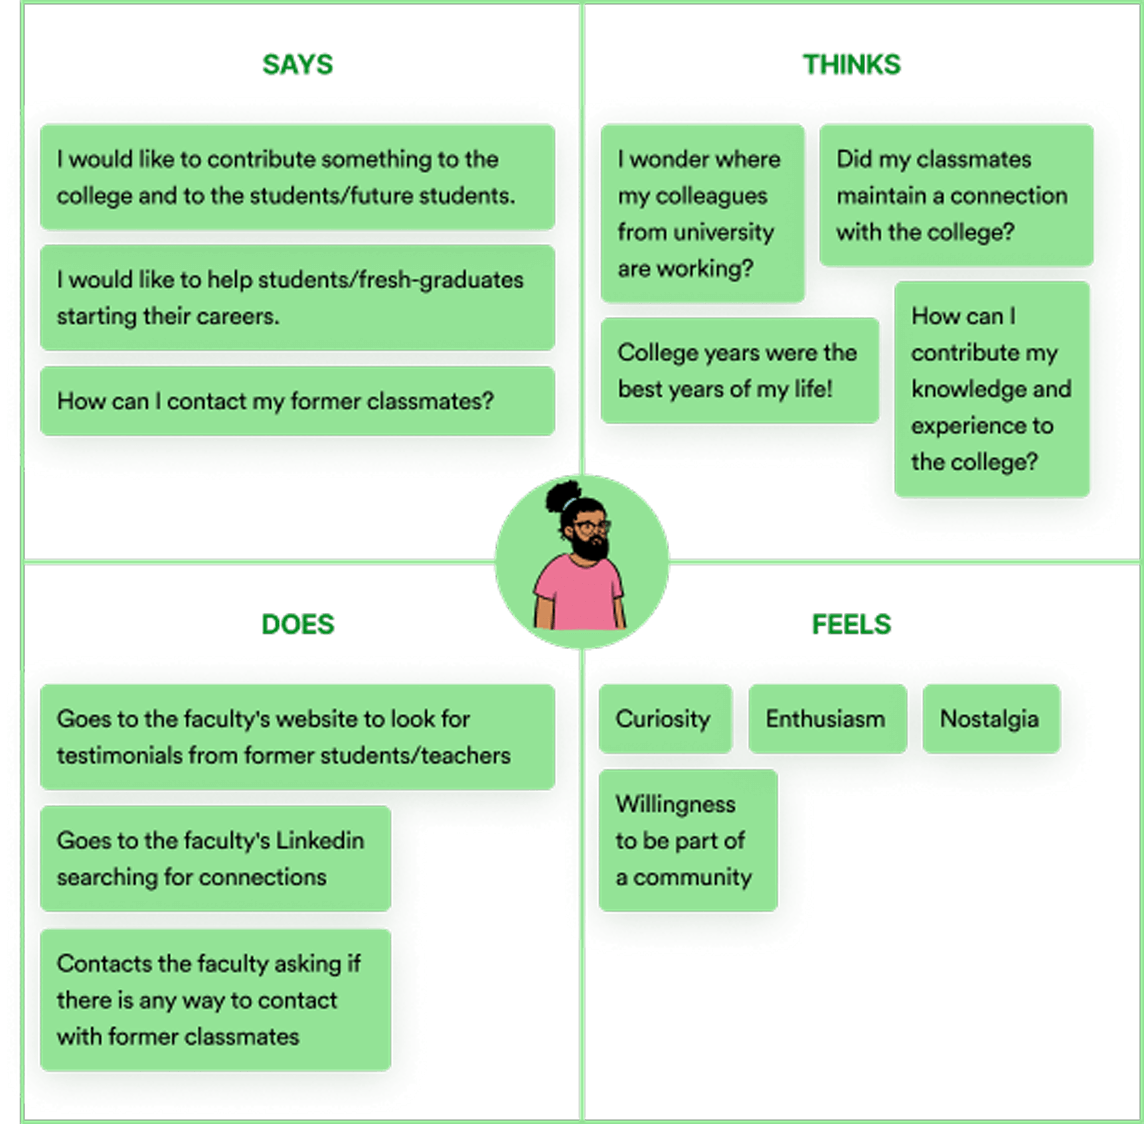 SAYS
I would like to contribute something to the
college and to the students/future students.
I would like to help students/fresh-graduates
starting their careers.
How can I contact my former classmates?
THINKS
I wonder where
my colleagues
from university
are working?
Did my classmates
maintain a connection
with the college?
College years were the
best years of my life!
How can I
contribute my
knowledge and
experience to
the college?
DOES
Goes to the faculty's website to look for
testimonials from former students/teachers
Goes to the faculty's Linkedin
searching for connections
Contacts the faculty asking if
there is any way to contact
with former classmates
FEELS
Curiosity
Enthusiasm
Nostalgia
Willingness
to be part of
a community